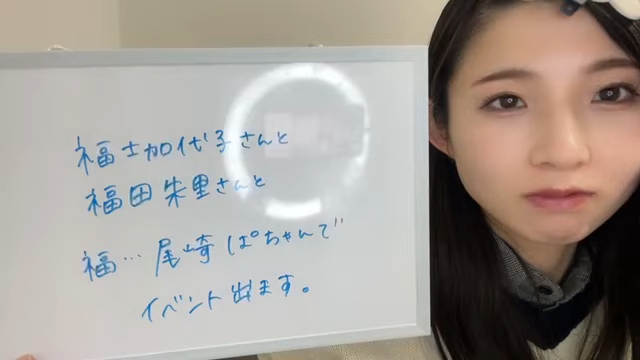 福士加代子さんと
福田朱里さんと
福…尾崎ぱちゃんで
イベント出ます。